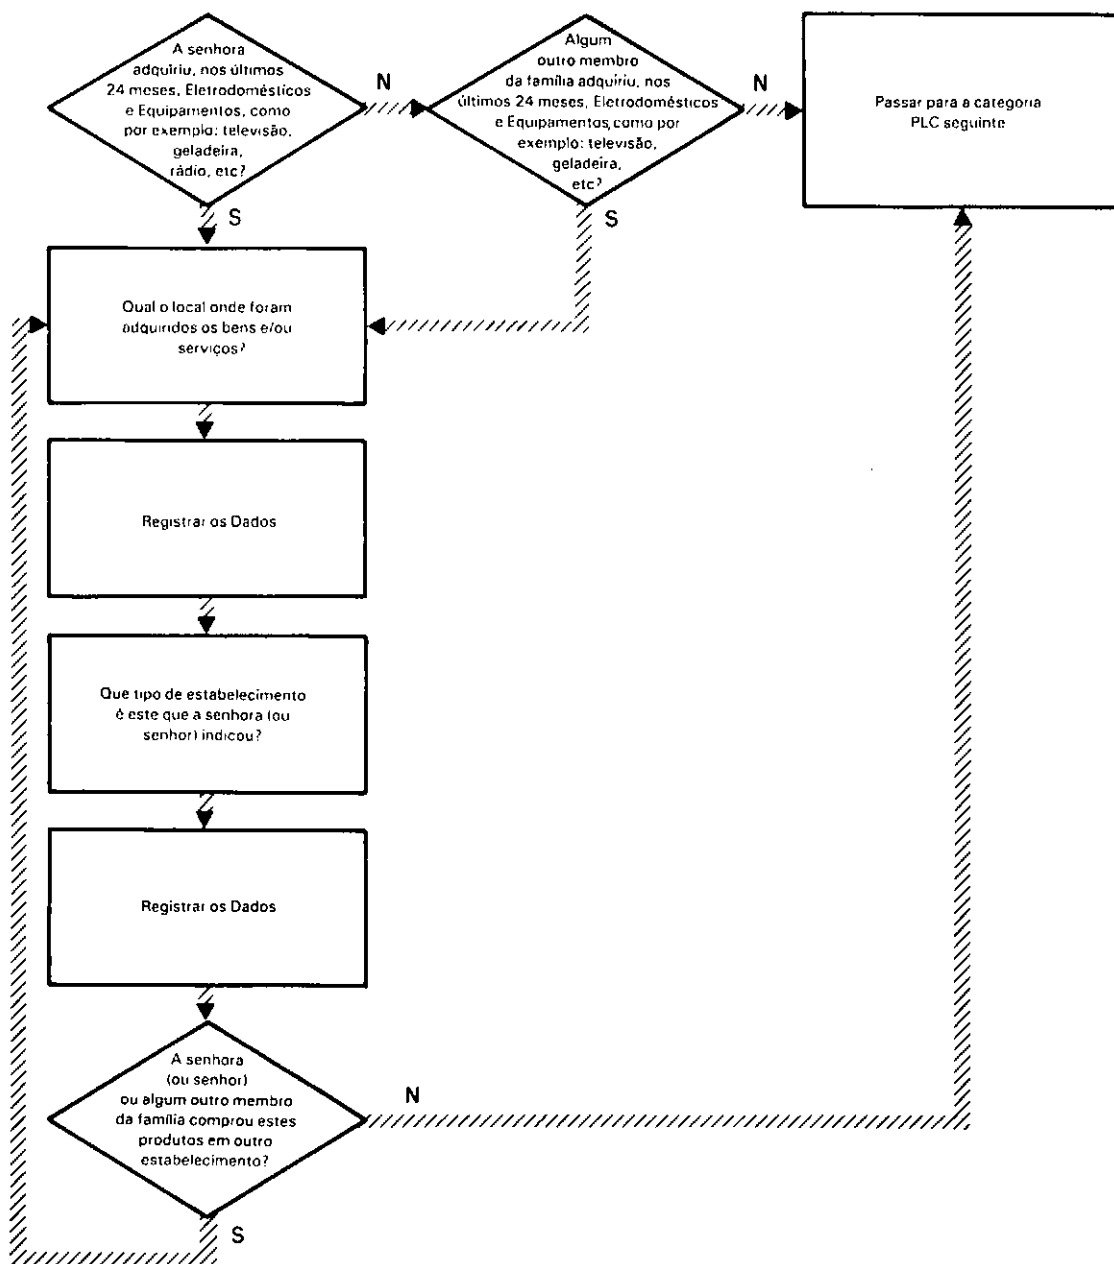 A senhora
adquiriu, nos últimos
24 meses, Eletrodomésticos
e Equipamentos, como
por exemplo: televisão,
geladeira,
rádio, etc?
N
Algum
outro membro
da família adquiriu, nos
últimos 24 meses, Eletrodomésticos
e Equipamentos, como por
exemplo: televisão,
geladeira,
etc?
N
Passar para a categoria
PLC seguinte
S
S
Qual o local onde foram
adquiridos os bens e/ou
serviços?
Registrar os Dados
Que tipo de estabelecimento
é este que a senhora (ou
senhor) indicou?
Registrar os Dados
A senhora
(ou senhor)
ou algum outro membro
da família comprou estes
produtos em outro
estabelecimento?
N
S